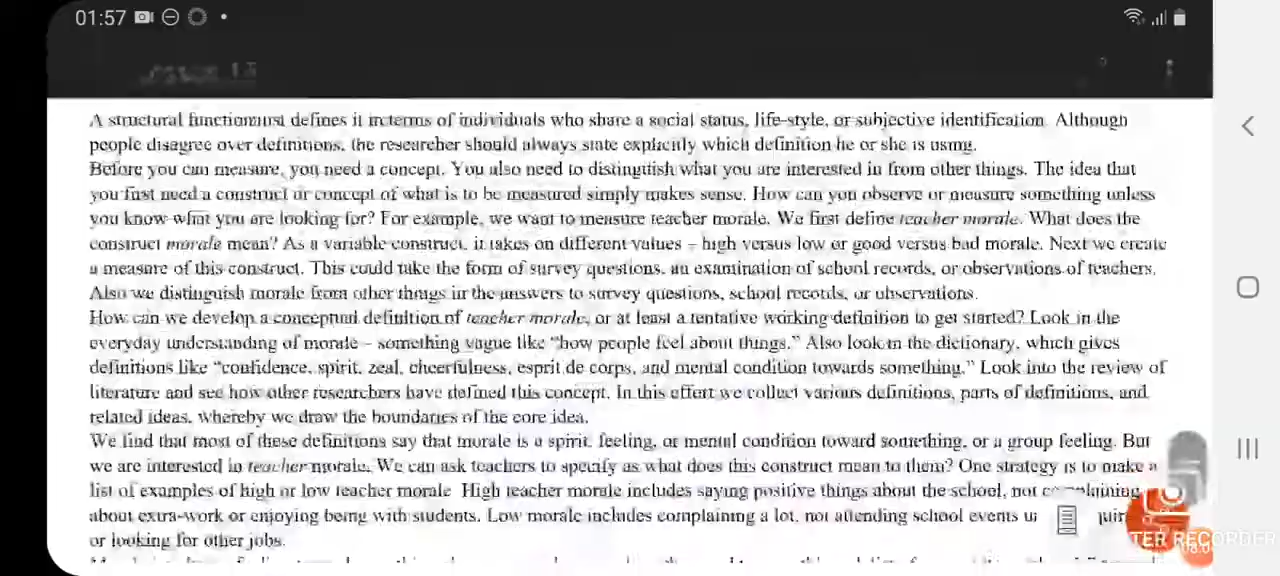 01:57
Lesson 13
A structural functionalist defines it in terms of individuals who share a social status, life-style, or subjective identification. Although
people disagree over definitions, the researcher should always state explicitly which definition he or she is using.
Before you can measure, you need a concept. You also need to distinguish what you are interested in from other things. The idea that
you first need a construct or concept of what is to be measured simply makes sense. How can you observe or measure something unless
you know what you are looking for? For example, we want to measure teacher morale. We first define teacher morale. What does the
construct morale mean? As a variable construct, it takes on different values – high versus low or good versus bad morale. Next we create
a measure of this construct. This could take the form of survey questions, an examination of school records, or observations of teachers.
Also we distinguish morale from other things in the answers to survey questions, school records, or observations.
How can we develop a conceptual definition of teacher morale, or at least a tentative working definition to get started? Look in the
everyday understanding of morale – something vague like “how people feel about things.” Also look in the dictionary, which gives
definitions like “confidence, spirit, zeal, cheerfulness, esprit de corps, and mental condition towards something.” Look into the review of
literature and see how other researchers have defined this concept. In this effort we collect various definitions, parts of definitions, and
related ideas, whereby we draw the boundaries of the core idea.
We find that most of these definitions say that morale is a spirit, feeling, or mental condition toward something, or a group feeling. But
we are interested in teacher morale. We can ask teachers to specify as what does this construct mean to them? One strategy is to make a
list of examples of high or low teacher morale High teacher morale includes saying positive things about the school, not complaining
about extra-work or enjoying being with students. Low morale includes complaining a lot, not attending school events
or looking for other jobs.
TER RECORDER